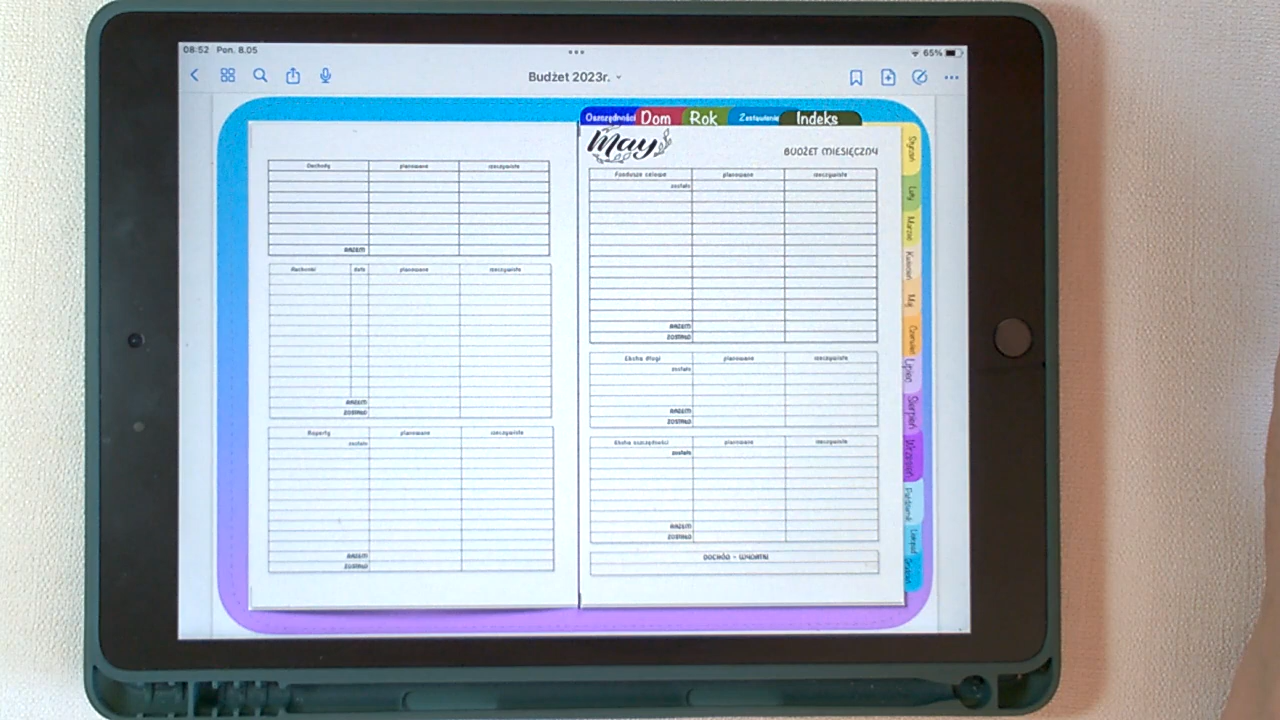 08:52 Pon. 8.05
65%
Budżet 2023r.
Oszczędności Dom Rok Zestawienie Indeks
May
BUDŻET MIESIĘCZNY
Dochody planowane rzeczywiste
RAZEM
Rachunki data planowane rzeczywiste
RAZEM
ZOSTAŁO
Koperty planowane rzeczywiste
zostało
RAZEM
ZOSTAŁO
Fundusze celowe planowane rzeczywiste
zostało
RAZEM
ZOSTAŁO
Ekstra długi planowane rzeczywiste
zostało
RAZEM
ZOSTAŁO
Ekstra oszczędności planowane rzeczywiste
zostało
RAZEM
ZOSTAŁO
DOCHÓD - WYDATKI
Styczeń
Luty
Marzec
Kwiecień
Maj
Czerwiec
Lipiec
Sierpień
Wrzesień
Październik
Listopad
Grudzień